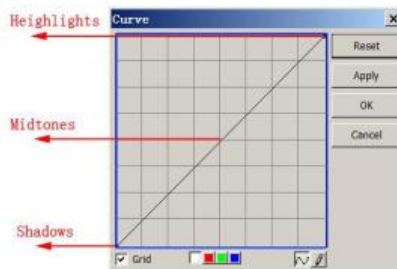 Heighlights
Curve
Reset
Apply
Midtones
OK
Cancel
Shadows
Grid